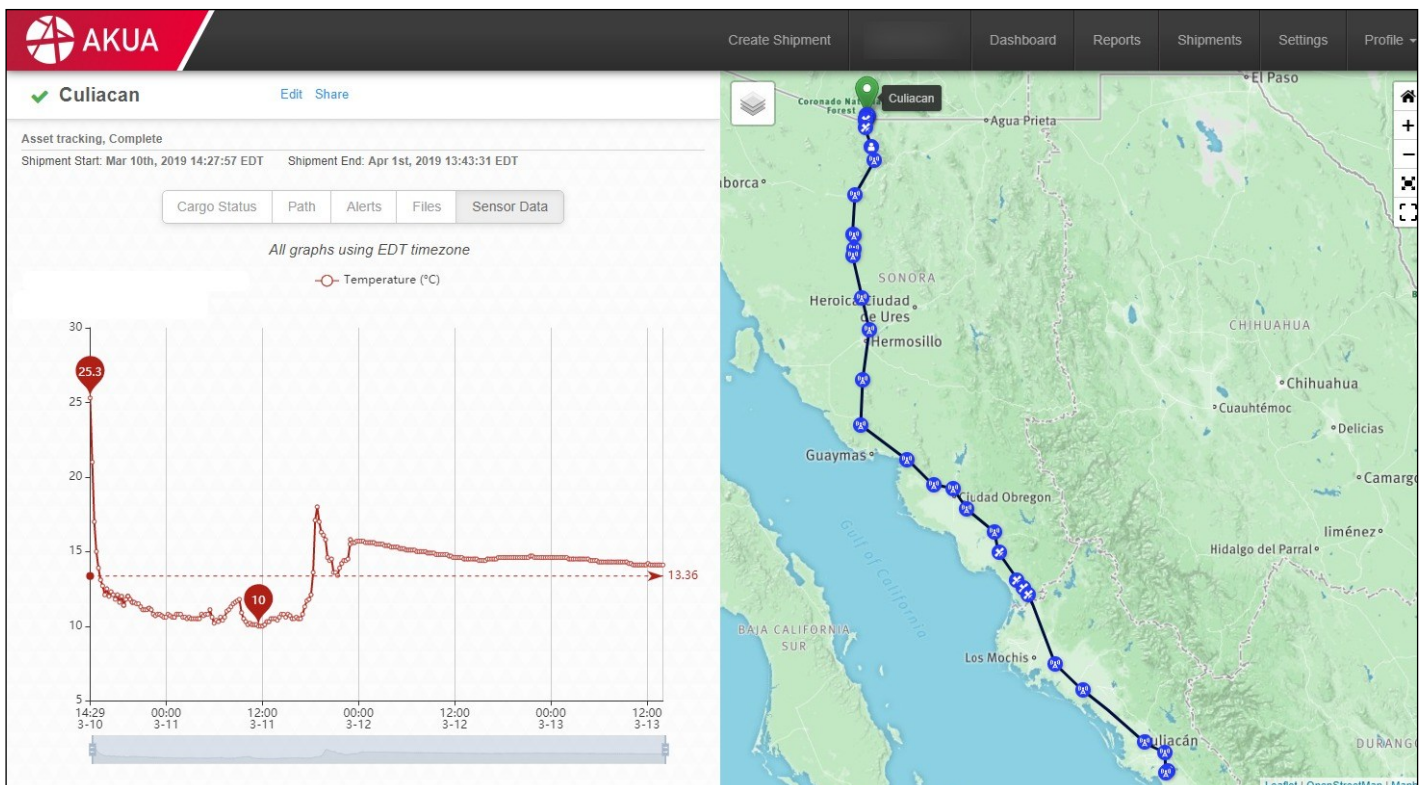 AKUA
Create Shipment
Dashboard
Reports
Shipments
Settings
Profile
Culiacan
Edit Share
Asset tracking, Complete
Shipment Start: Mar 10th, 2019 14:27:57 EDT Shipment End: Apr 1st, 2019 13:43:31 EDT
Cargo Status Path Alerts Files Sensor Data
All graphs using EDT timezone
Temperature (°C)
30
25.3
25
20
15
13.36
10
10
5
14:29 00:00 12:00 00:00 12:00 00:00 12:00
3-10 3-11 3-11 3-12 3-12 3-13 3-13
El Paso
Culiacan
Agua Prieta
+
−
SONORA
Heroica Ciudad
de Ures
Hermosillo
CHIHUAHUA
Chihuahua
Cuauhtémoc
Delicias
Guaymas
Camargo
Ciudad Obregon
Jiménez
Hidalgo del Parral
Gulf of California
BAJA CALIFORNIA
SUR
Los Mochis
Culiacán
DURANG